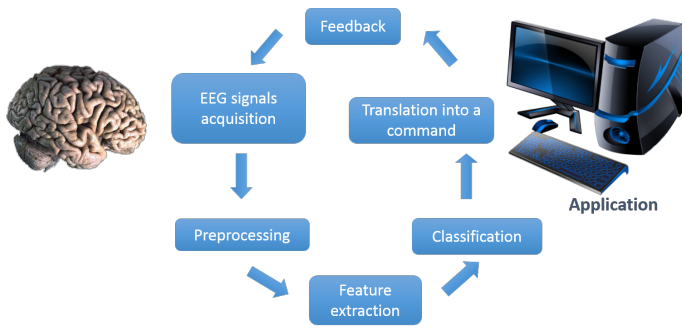 Feedback
EEG signals
acquisition
Translation into a
command
Application
Preprocessing
Classification
Feature
extraction